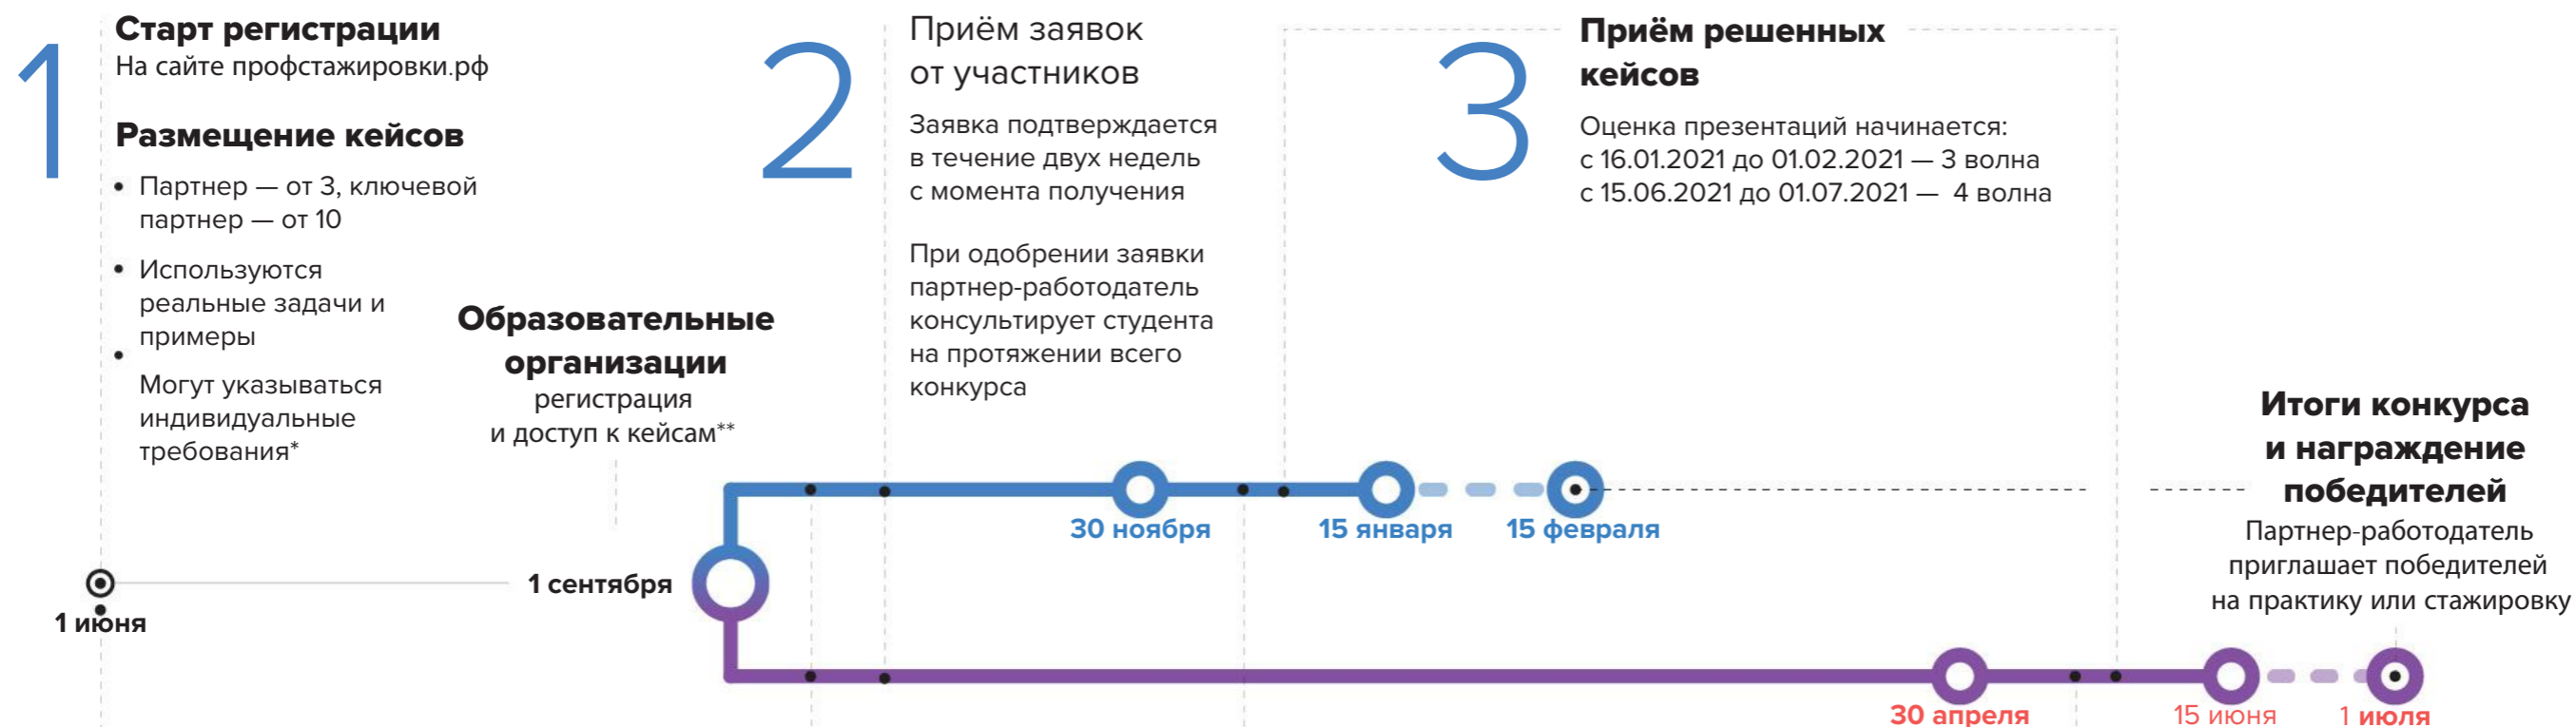 1
Старт регистрации
На сайте профстажировки.рф
Размещение кейсов
• Партнер — от 3, ключевой
партнер — от 10
• Используются
реальные задачи и
примеры
•
Могут указываться
индивидуальные
требования*
Образовательные
организации
регистрация
и доступ к кейсам**
2
Приём заявок
от участников
Заявка подтверждается
в течение двух недель
с момента получения
При одобрении заявки
партнер-работодатель
консультирует студента
на протяжении всего
конкурса
3
Приём решенных
кейсов
Оценка презентаций начинается:
с 16.01.2021 до 01.02.2021 — 3 волна
с 15.06.2021 до 01.07.2021 — 4 волна
Итоги конкурса
и награждение
победителей
Партнер-работодатель
приглашает победителей
на практику или стажировку
30 ноября
15 января
15 февраля
1 июня
1 сентября
30 апреля
15 июня
1 июля